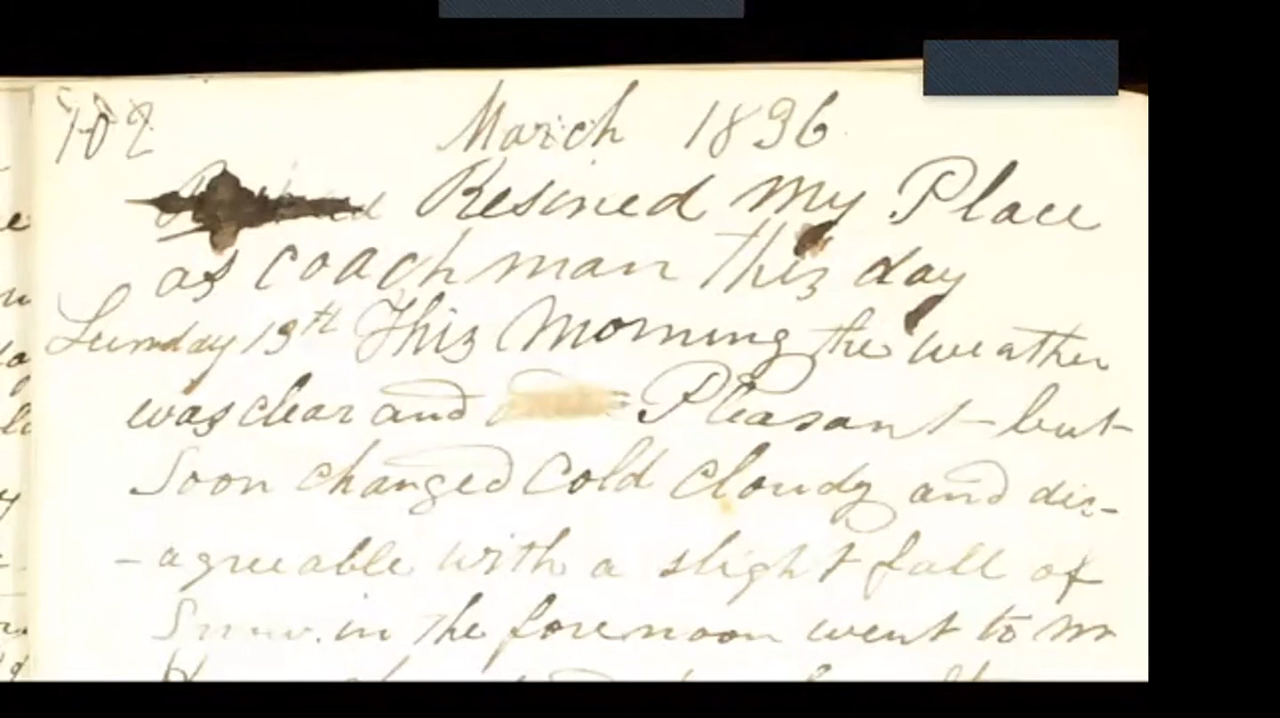 102
March 1836
Resined my Place
as coachman this day
Sunday 13th This Morning the weather
was clear and Pleasant - but
Soon changed Cold cloudy and dis-
-agreeable with a slight fall of
Snow. in the forenoon went to Mr